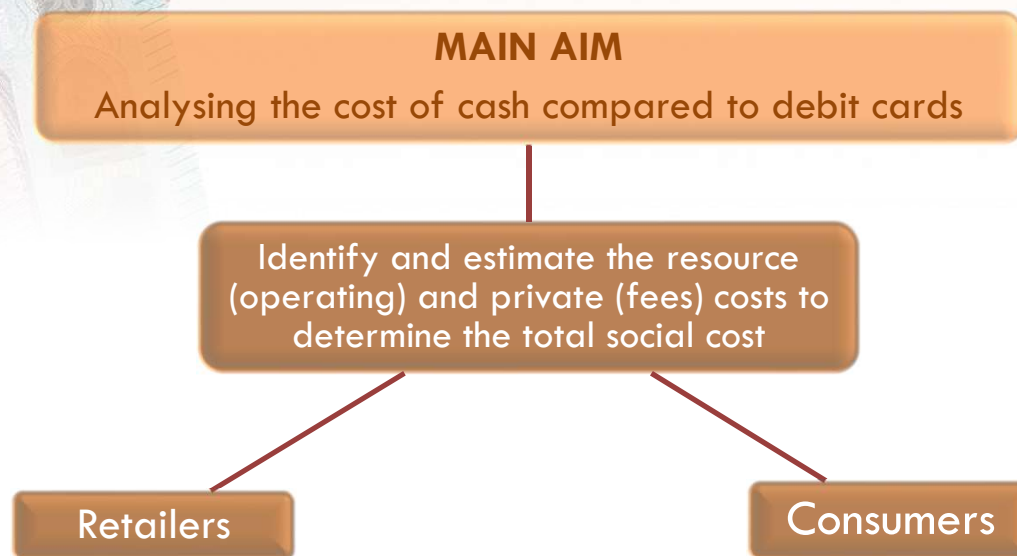 MAIN AIM
Analysing the cost of cash compared to debit cards
Identify and estimate the resource
(operating) and private (fees) costs to
determine the total social cost
Retailers
Consumers